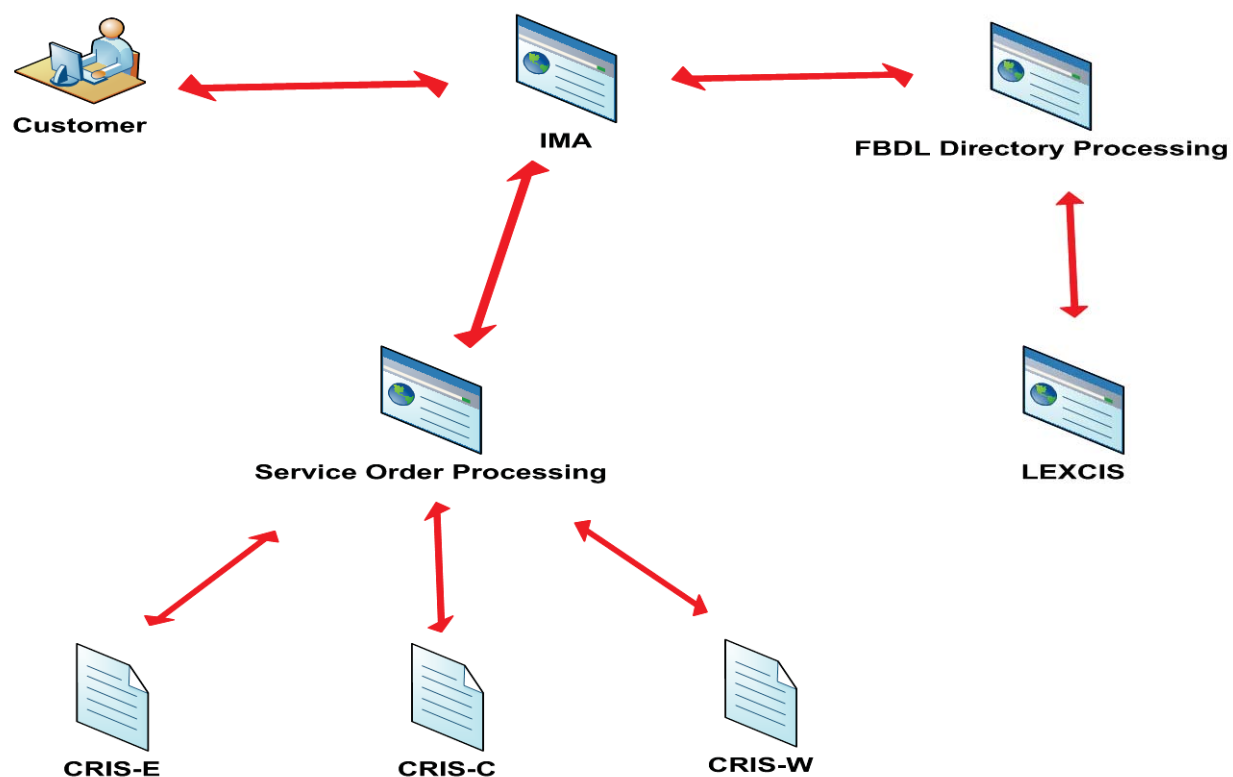 Customer
IMA
FBDL Directory Processing
Service Order Processing
LEXCIS
CRIS-E
CRIS-C
CRIS-W